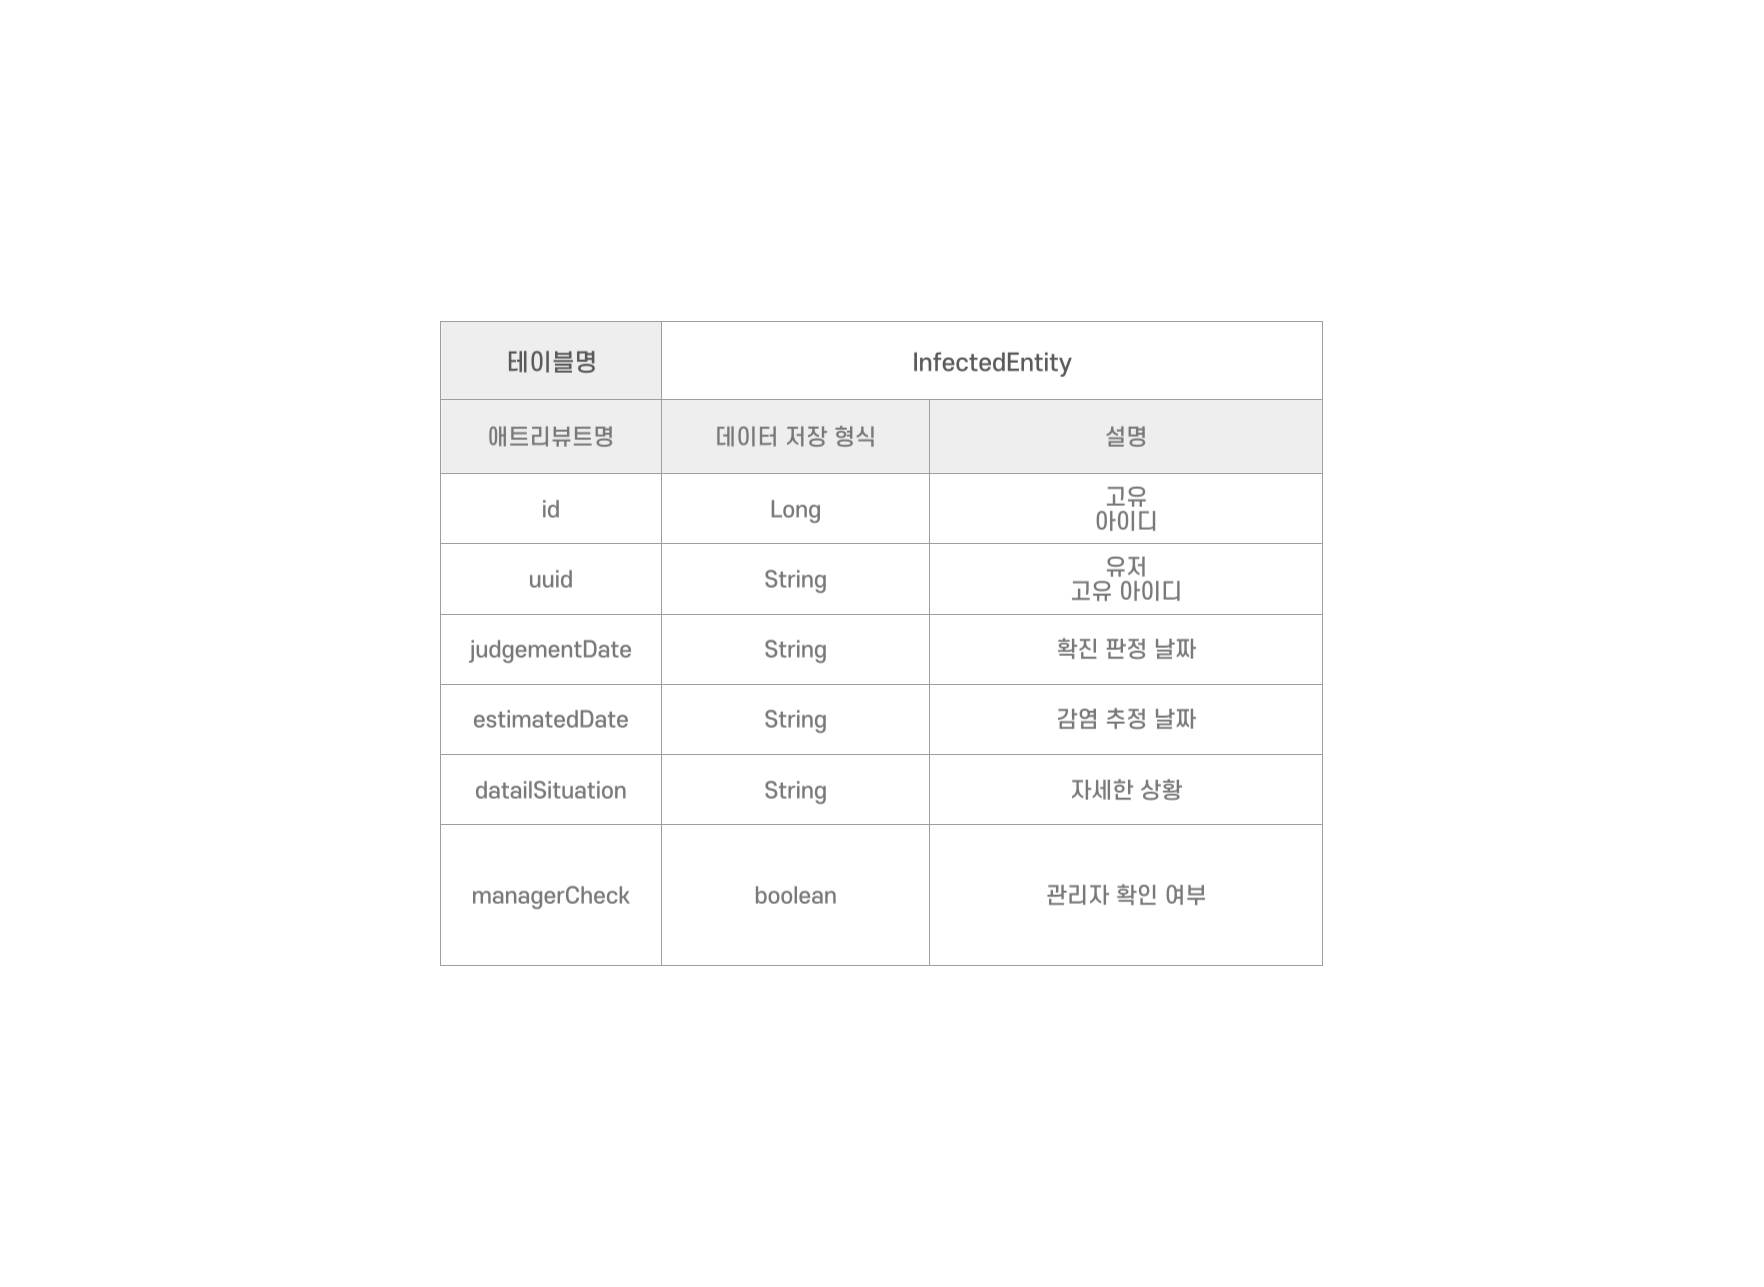 테이블명
InfectedEntity
애트리뷰트명
데이터 저장 형식
설명
id
Long
고유
아이디
uuid
String
유저
고유 아이디
judgementDate
String
확진 판정 날짜
estimatedDate
String
감염 추정 날짜
datailSituation
String
자세한 상황
managerCheck
boolean
관리자 확인 여부